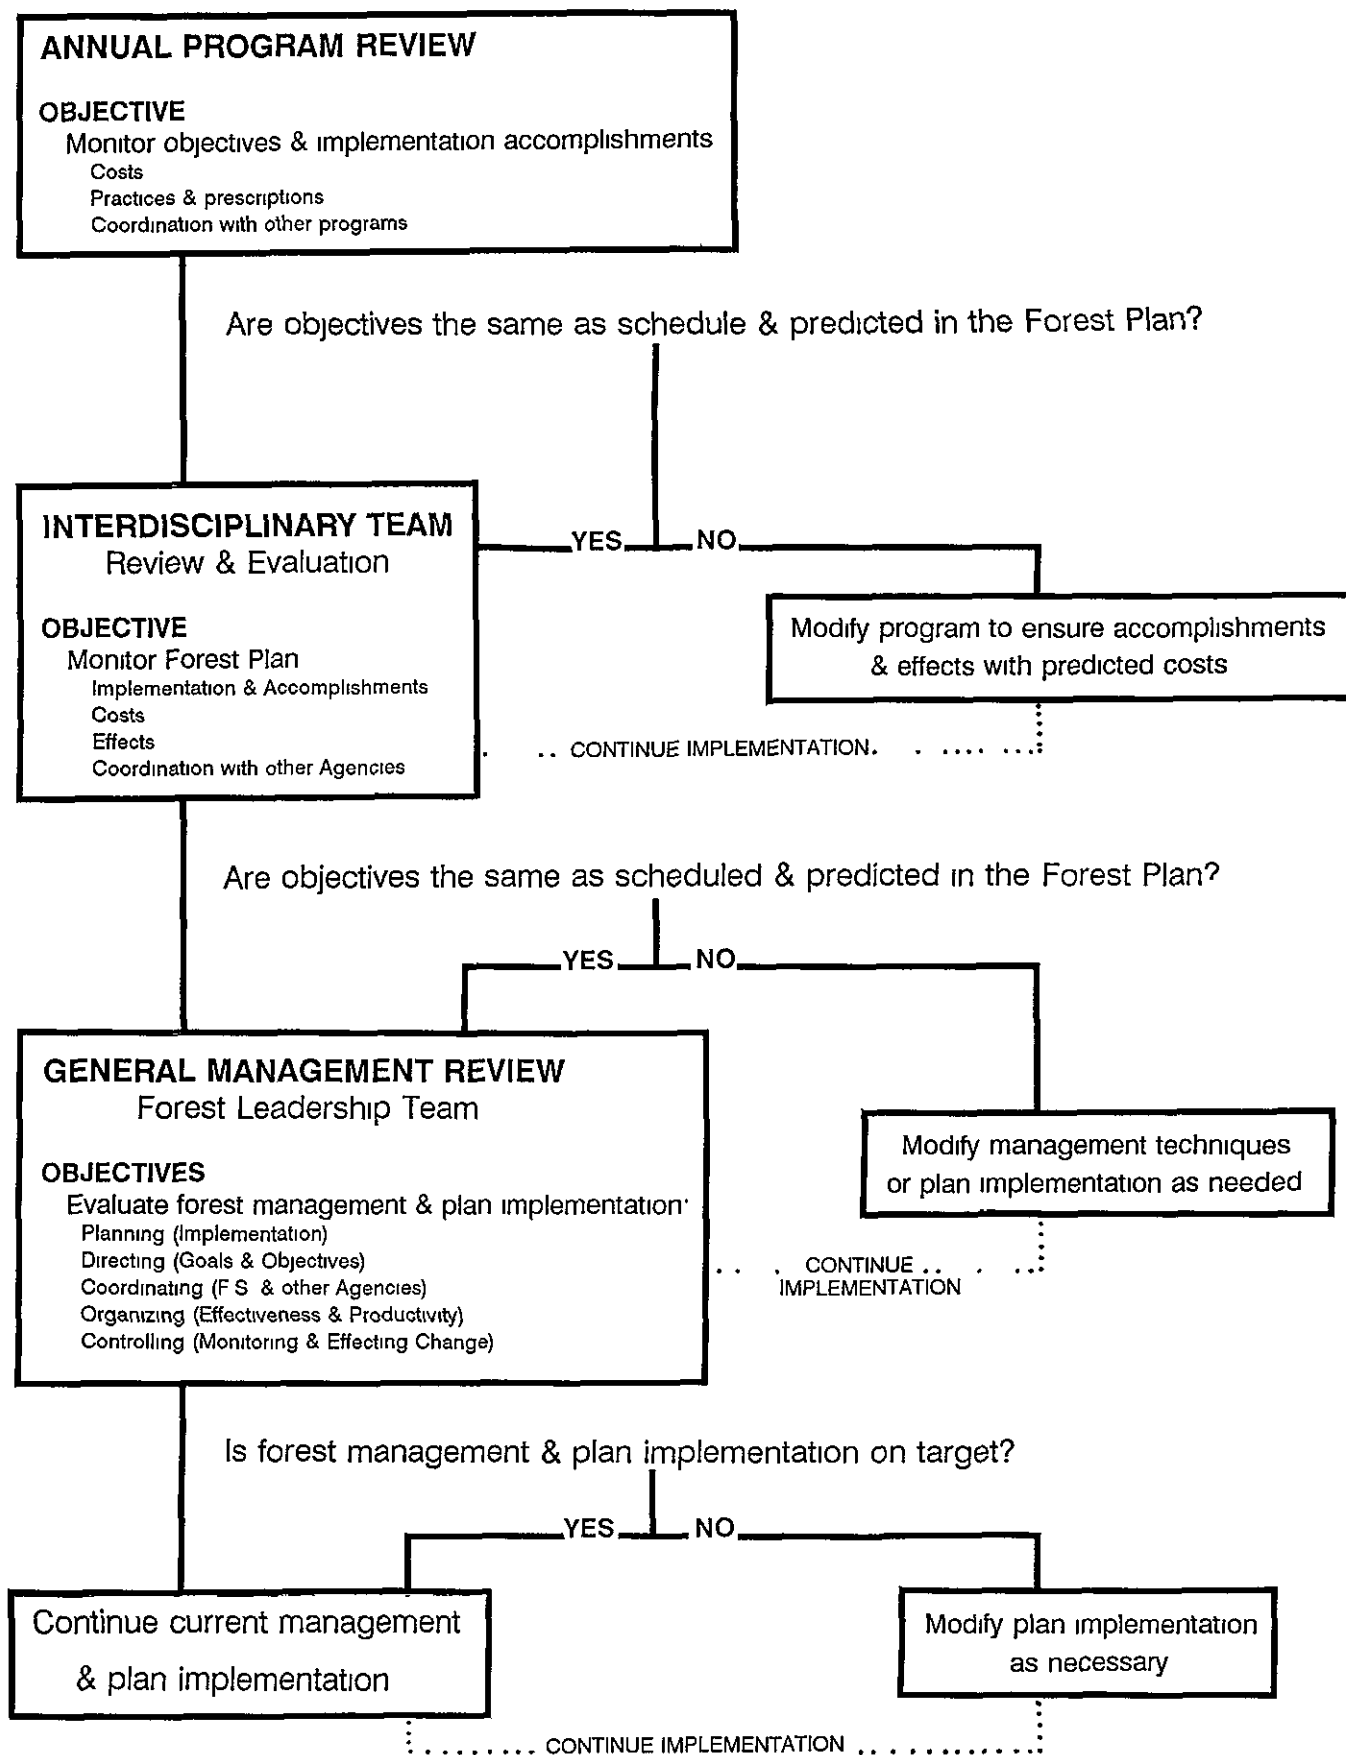 ANNUAL PROGRAM REVIEW
OBJECTIVE
Monitor objectives & implementation accomplishments
Costs
Practices & prescriptions
Coordination with other programs
Are objectives the same as schedule & predicted in the Forest Plan?
INTERDISCIPLINARY TEAM
Review & Evaluation
OBJECTIVE
Monitor Forest Plan
Implementation & Accomplishments
Costs
Effects
Coordination with other Agencies
YES NO
Modify program to ensure accomplishments
& effects with predicted costs
CONTINUE IMPLEMENTATION
Are objectives the same as scheduled & predicted in the Forest Plan?
YES NO
GENERAL MANAGEMENT REVIEW
Forest Leadership Team
OBJECTIVES
Evaluate forest management & plan implementation
Planning (Implementation)
Directing (Goals & Objectives)
Coordinating (F S & other Agencies)
Organizing (Effectiveness & Productivity)
Controlling (Monitoring & Effecting Change)
Modify management techniques
or plan implementation as needed
CONTINUE
IMPLEMENTATION
Is forest management & plan implementation on target?
YES NO
Continue current management
& plan implementation
Modify plan implementation
as necessary
CONTINUE IMPLEMENTATION